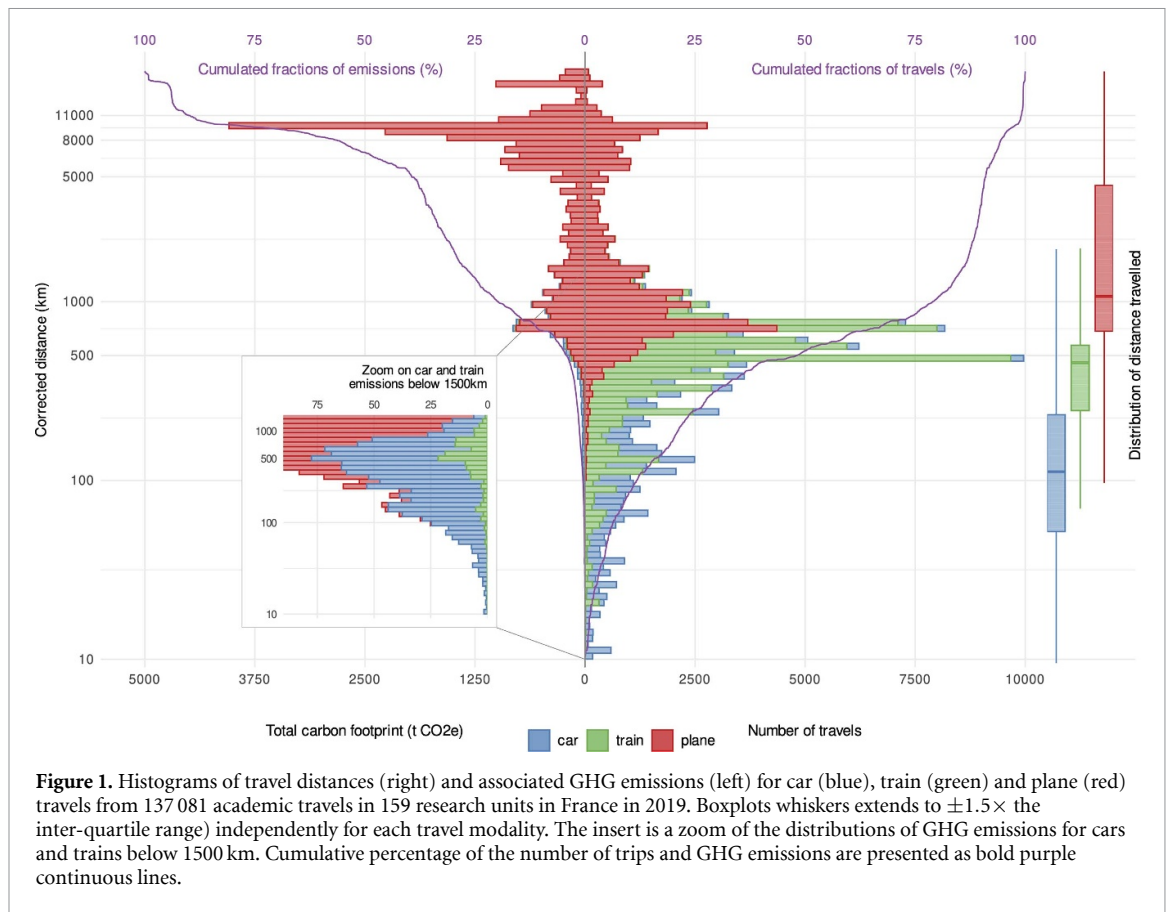 100 75 50 25 0 25 50 75 100
Cumulated fractions of emissions (%) Cumulated fractions of travels (%)
11000
8000
5000
1000
500
100
10
Corrected distance (km)
Zoom on car and train
emissions below 1500km
75 50 25 0
1000
500
100
10
Distribution of distance travelled
5000 3750 2500 1250 0 2500 5000 7500 10000
Total carbon footprint (t CO2e) car train plane Number of travels
Figure 1. Histograms of travel distances (right) and associated GHG emissions (left) for car (blue), train (green) and plane (red)
travels from 137 081 academic travels in 159 research units in France in 2019. Boxplots whiskers extends to ±1.5× the
inter-quartile range) independently for each travel modality. The insert is a zoom of the distributions of GHG emissions for cars
and trains below 1500 km. Cumulative percentage of the number of trips and GHG emissions are presented as bold purple
continuous lines.